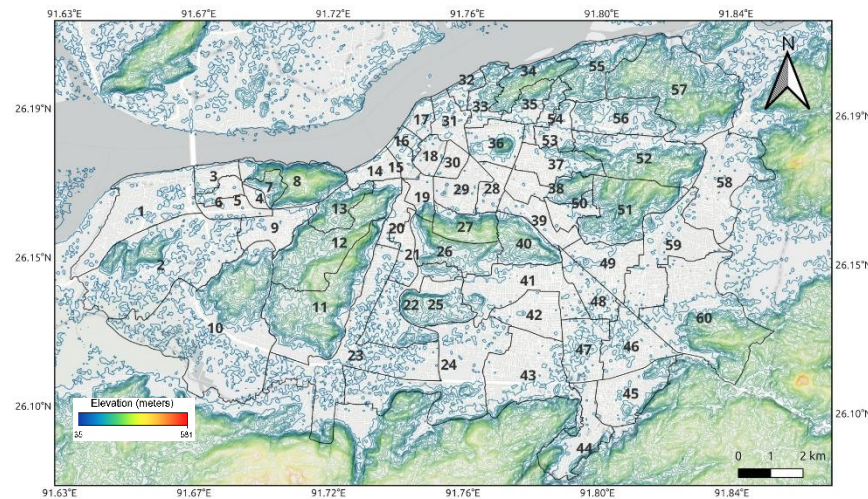 91.63°E 91.67°E 91.72°E 91.76°E 91.80°E 91.84°E
N
32 34 55
57
26.19°N 26.19°N
17 31 33 35 54 56
16 53
18 30 36 37 52
3 7 8 14 15
6 5 4 19 29 28 38 50 51 58
1 13
9 20 27 39
12 59
26.15°N 26.15°N
2 21 26 40 49
41
11 22 25 48
10 42 60
23 47 46
24 43
Elevation (meters)
35 581
45
26.10°N 26.10°N
44
0 1 2 km
91.63°E 91.67°E 91.72°E 91.76°E 91.80°E 91.84°E